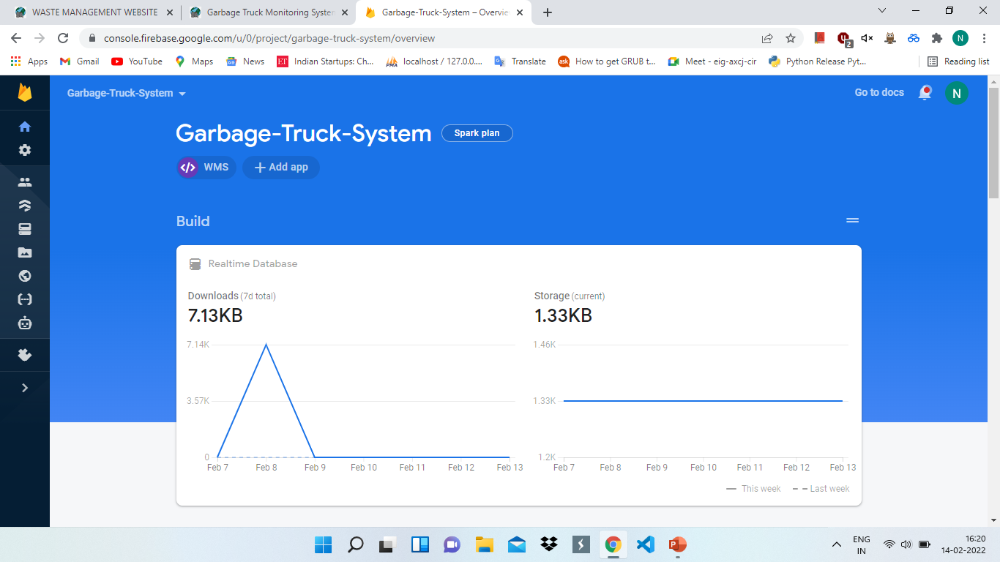 WASTE MANAGEMENT WEBSITE
Garbage Truck Monitoring System
Garbage-Truck-System – Overview
console.firebase.google.com/u/0/project/garbage-truck-system/overview
2
N
Apps
Gmail
YouTube
Maps
News
ET
Indian Startups: Ch...
PMA
localhost / 127.0.0....
Translate
ask
How to get GRUB t...
Meet - eig-axcj-cir
Python Release Pyt...
Reading list
Garbage-Truck-System
Go to docs
N
Garbage-Truck-System
Spark plan
WMS
Add app
Build
Realtime Database
Downloads (7d total)
7.13KB
7.14K
3.57K
0
Feb 7 Feb 8 Feb 9 Feb 10 Feb 11 Feb 12 Feb 13
Storage (current)
1.33KB
1.46K
1.33K
1.2K
Feb 7 Feb 8 Feb 9 Feb 10 Feb 11 Feb 12 Feb 13
This week
Last week
ENG
IN
16:20
14-02-2022